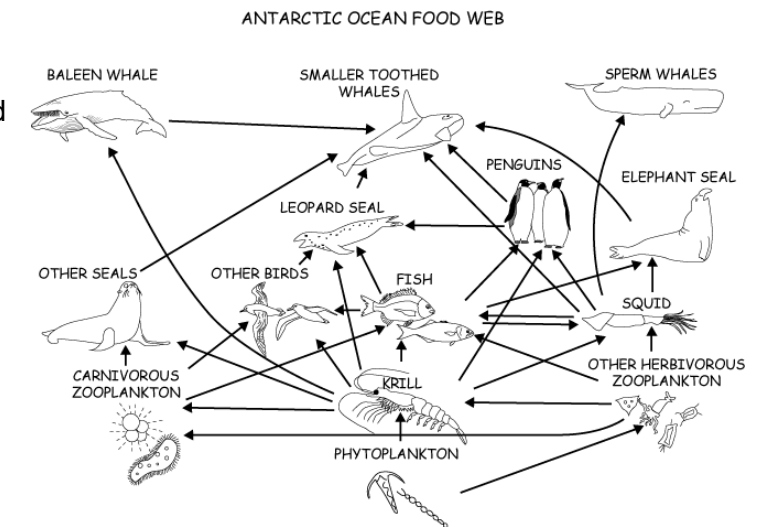 ANTARCTIC OCEAN FOOD WEB
BALEEN WHALE
SMALLER TOOTHED
WHALES
SPERM WHALES
d
PENGUINS
ELEPHANT SEAL
LEOPARD SEAL
OTHER SEALS
OTHER BIRDS
FISH
SQUID
CARNIVOROUS
ZOOPLANKTON
KRILL
OTHER HERBIVOROUS
ZOOPLANKTON
PHYTOPLANKTON